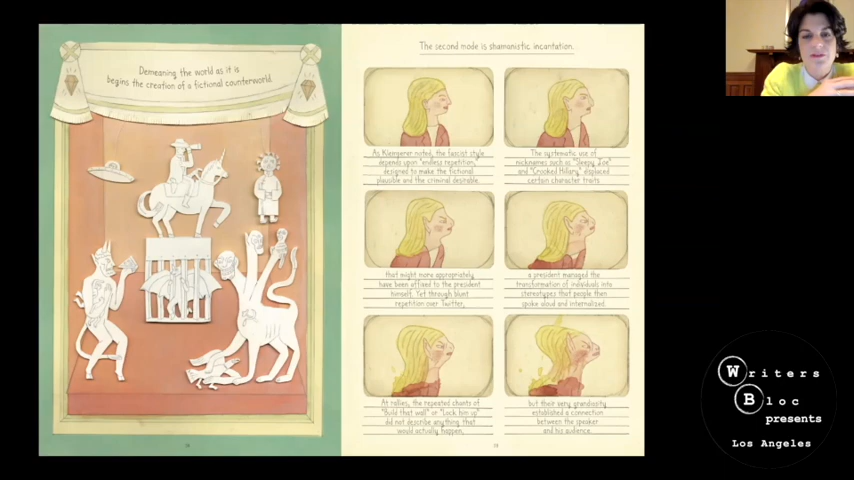 Demeaning the world as it is
begins the creation of a fictional counterworld.
The second mode is shamanistic incantation.
As Klemperer noted, the fascist style
depends upon "endless repetition,"
designed to make the fictional
plausible and the criminal desirable.
The systematic use of
nicknames such as "Sleepy Joe"
and "Crooked Hilary" displaced
certain character traits
that might more appropriately
have been affixed to the president
himself. Yet through blunt
repetition over Twitter,
a president managed the
transformation of individuals into
stereotypes that people then
spoke aloud and internalized.
At rallies, the repeated chants of
"Build that wall" or "Lock him up"
did not describe anything that
would actually happen,
but their very grandiosity
established a connection
between the speaker
and his audience.
Writers
Bloc
presents
Los Angeles